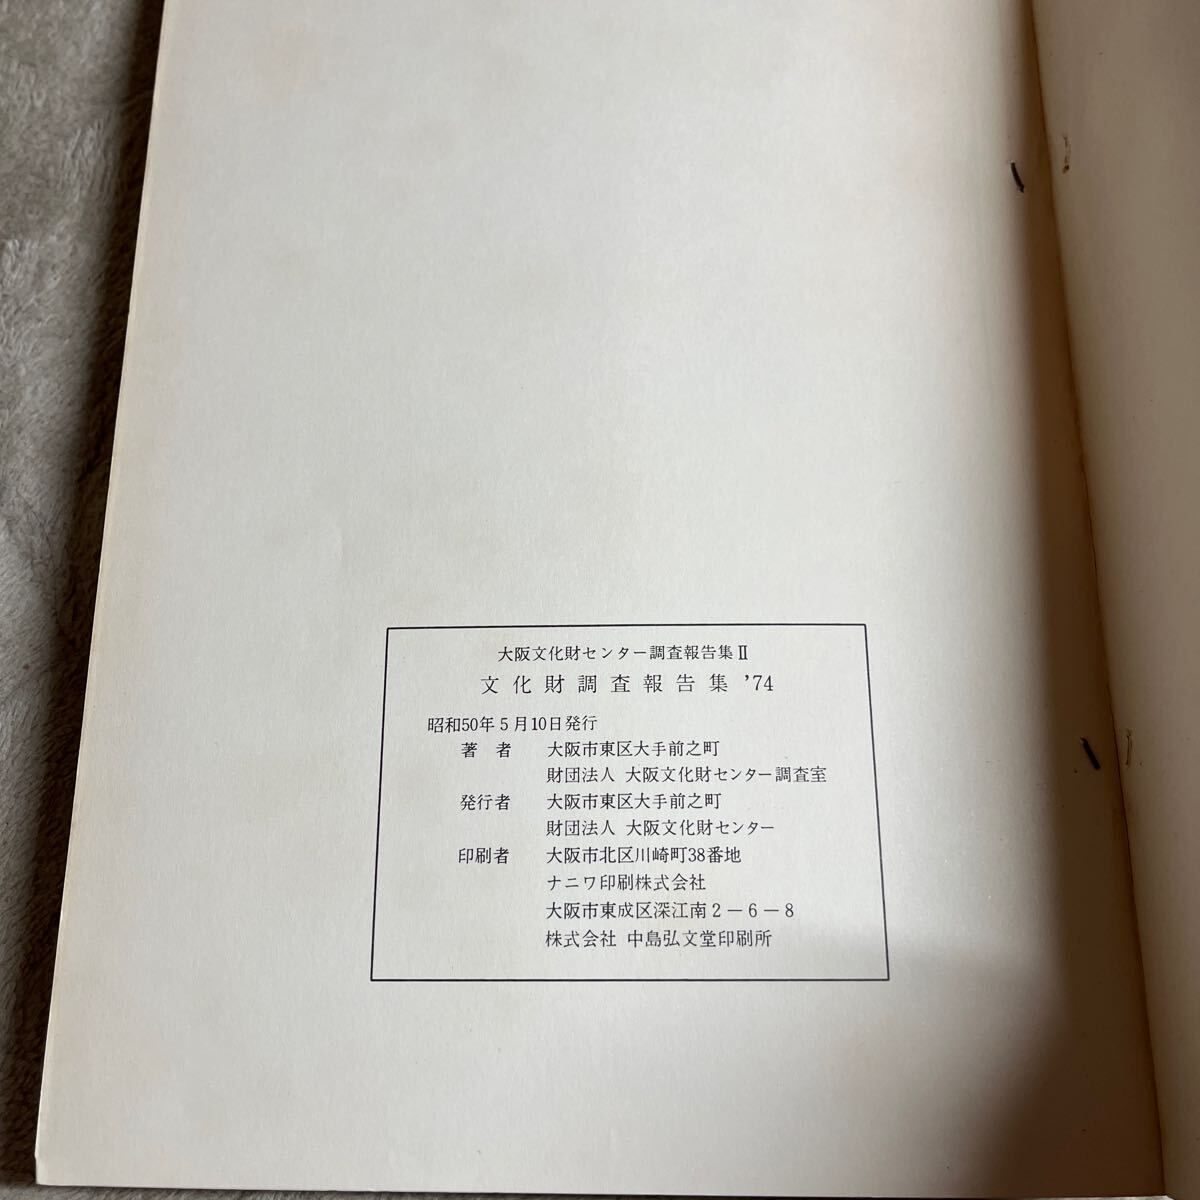 大阪文化財センター調査報告集Ⅱ
文化財調査報告集 '74
昭和50年5月10日発行
著者 大阪市東区大手前之町
財団法人 大阪文化財センター調査室
発行者 大阪市東区大手前之町
財団法人 大阪文化財センター
印刷者 大阪市北区川崎町38番地
ナニワ印刷株式会社
大阪市東成区深江南2－6－8
株式会社 中島弘文堂印刷所